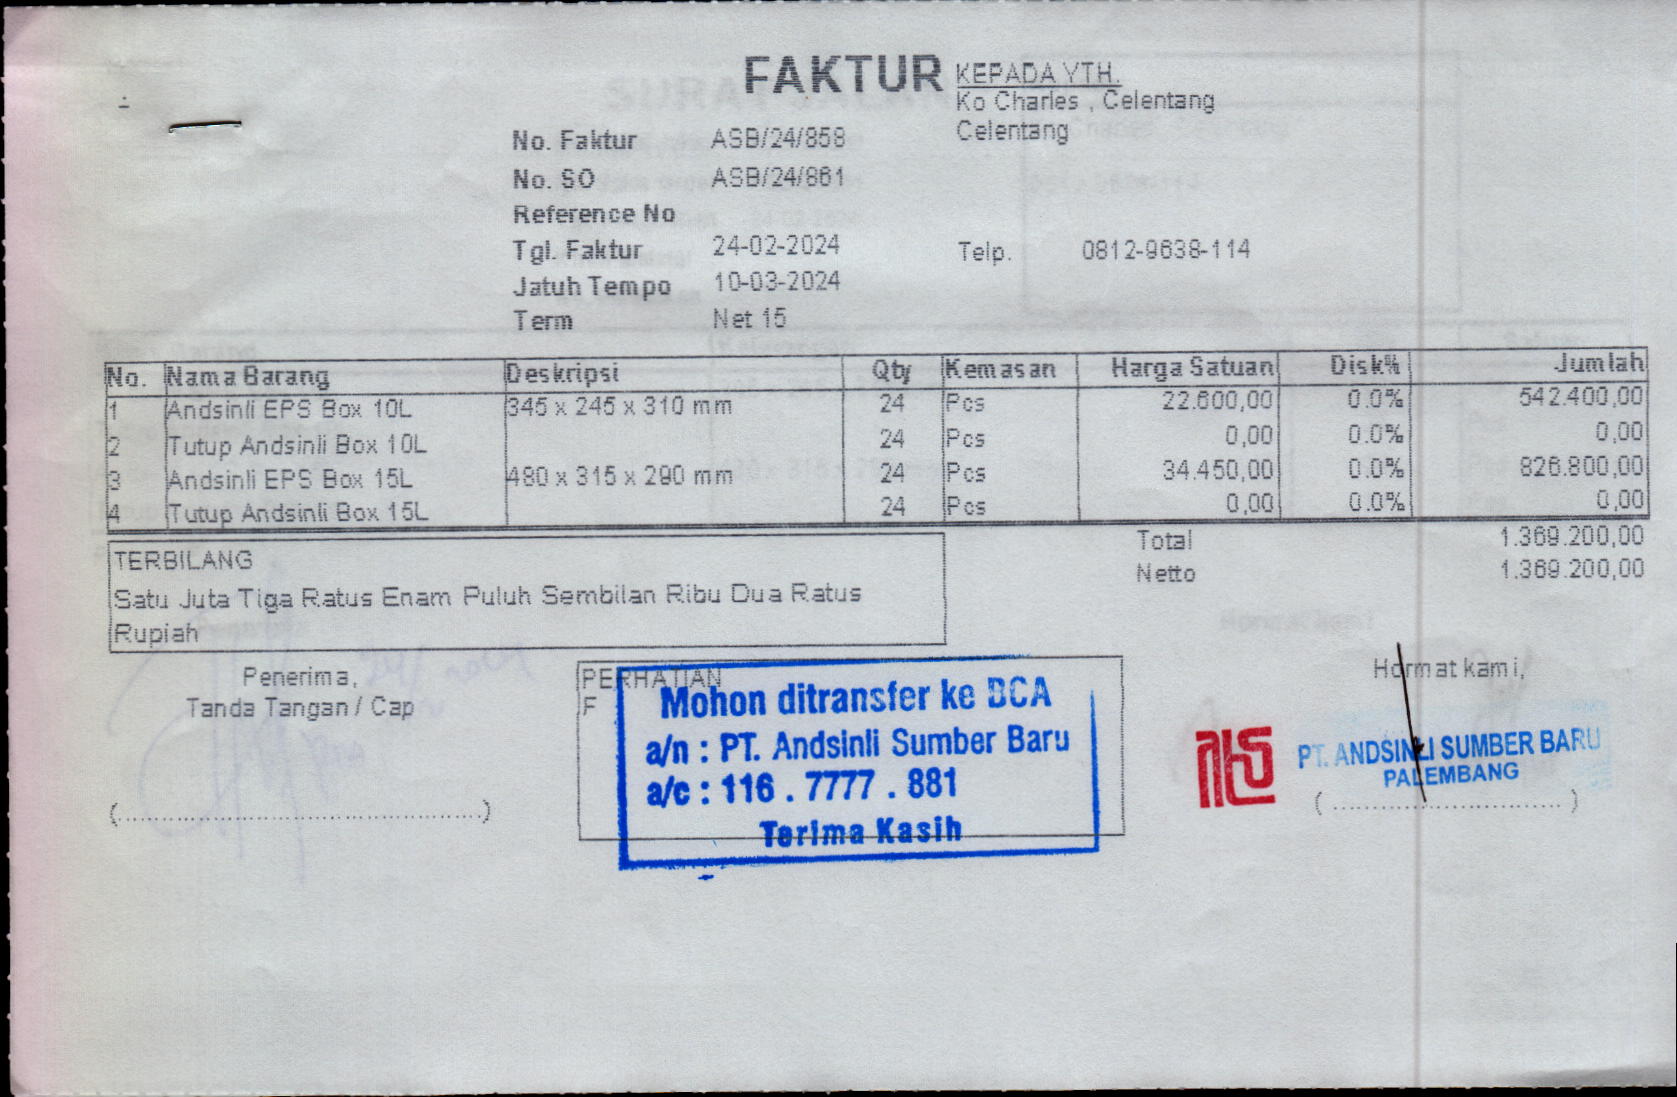 FAKTUR
KEPADA YTH.
Ko Charles , Celentang
Celentang
No. Faktur ASB/24/858
No. SO ASB/24/861
Reference No
Tgl. Faktur 24-02-2024
Telp. 0812-9638-114
Jatuh Tempo 10-03-2024
Term Net 15
No. Nama Barang Deskripsi Qty Kemasan Harga Satuan Disk% Jumlah
1 Andsinli EPS Box 10L 345 x 245 x 310 mm 24 Pcs 22.600,00 0.0% 542.400,00
2 Tutup Andsinli Box 10L 24 Pcs 0,00 0.0% 0,00
3 Andsinli EPS Box 15L 480 x 315 x 290 mm 24 Pcs 34.450,00 0.0% 826.800,00
4 Tutup Andsinli Box 15L 24 Pcs 0,00 0.0% 0,00
Total 1.369.200,00
Netto 1.369.200,00
TERBILANG
Satu Juta Tiga Ratus Enam Puluh Sembilan Ribu Dua Ratus
Rupiah
Penerima,
Tanda Tangan / Cap
(...............................................)
PERHATIAN
F
Mohon ditransfer ke BCA
a/n : PT. Andsinli Sumber Baru
a/c : 116 . 7777 . 881
Terima Kasih
Hormat kami,
PT. ANDSINLI SUMBER BARU
PALEMBANG
( .............................. )